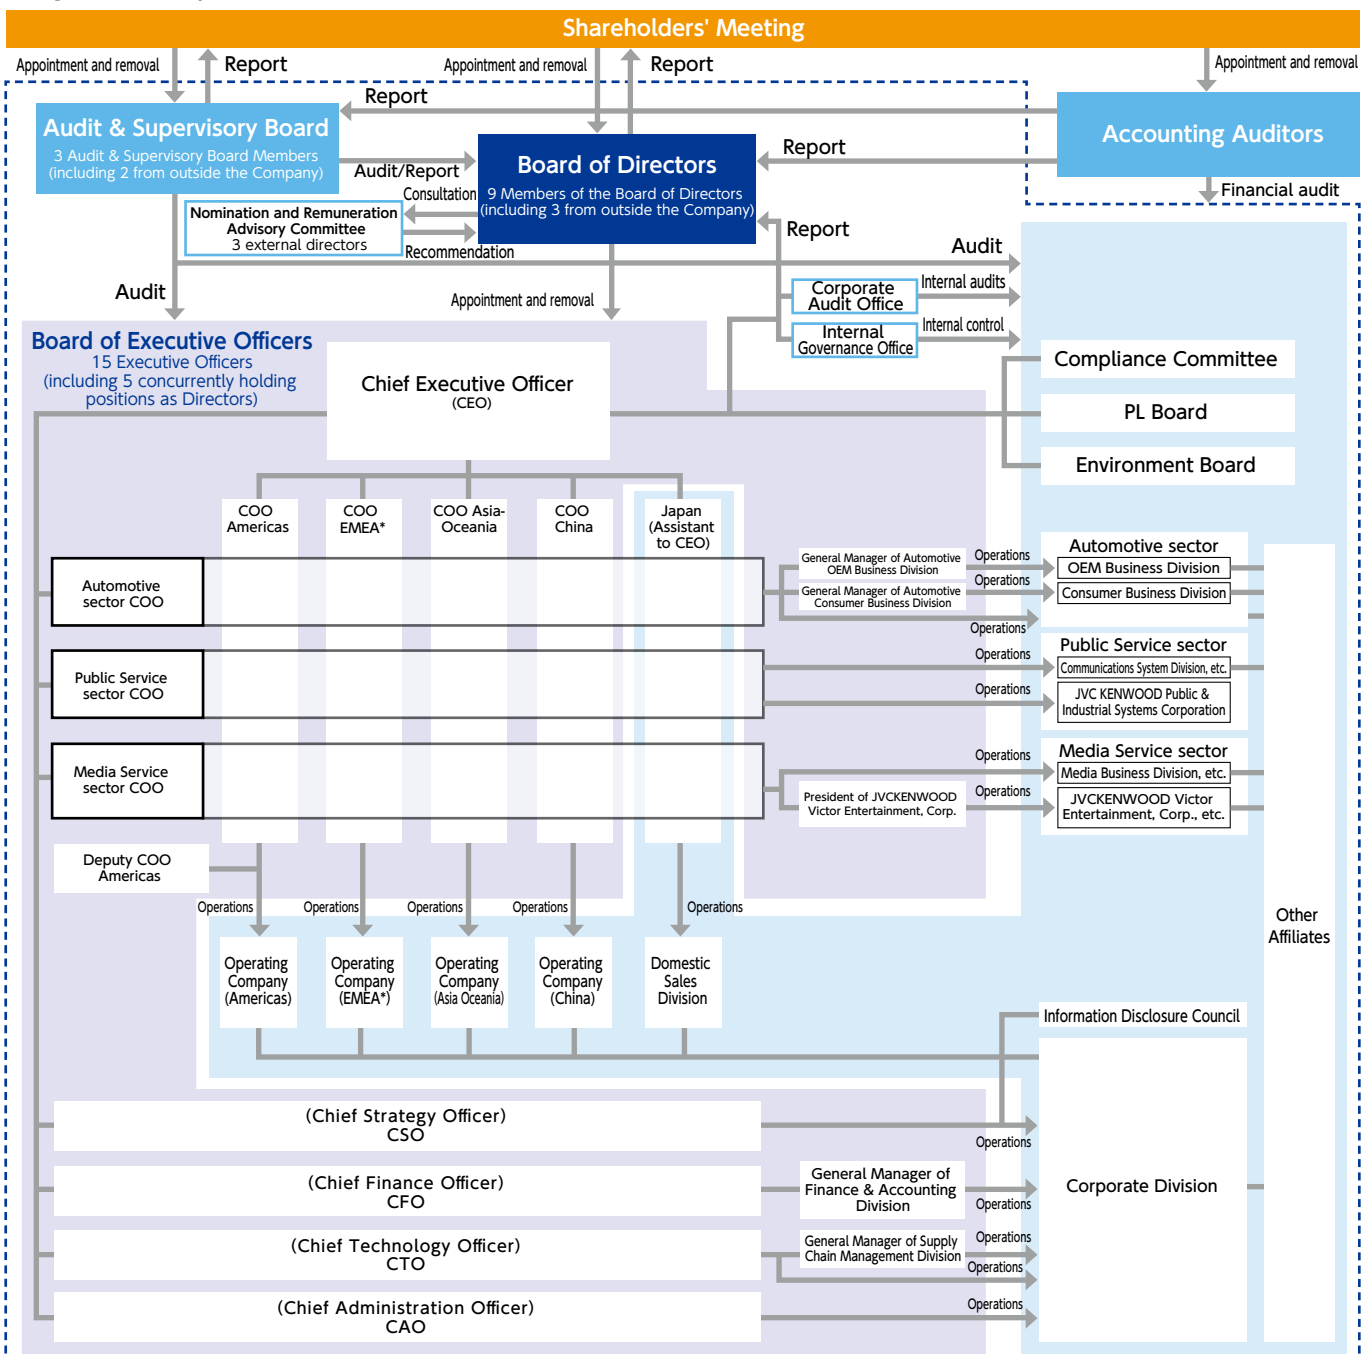 Shareholders' Meeting
Appointment and removal
Report
Appointment and removal
Report
Appointment and removal
Report
Audit & Supervisory Board
3 Audit & Supervisory Board Members
(including 2 from outside the Company)
Audit/Report
Board of Directors
9 Members of the Board of Directors
(including 3 from outside the Company)
Report
Accounting Auditors
Financial audit
Consultation
Nomination and Remuneration
Advisory Committee
3 external directors
Recommendation
Report
Audit
Audit
Appointment and removal
Corporate
Audit Office
Internal audits
Internal
Governance Office
Internal control
Board of Executive Officers
15 Executive Officers
(including 5 concurrently holding
positions as Directors)
Chief Executive Officer
(CEO)
Compliance Committee
PL Board
Environment Board
COO
Americas
COO
EMEA*
COO Asia-
Oceania
COO
China
Japan
(Assistant
to CEO)
Automotive
sector COO
General Manager of Automotive
OEM Business Division
Operations
General Manager of Automotive
Consumer Business Division
Operations
Operations
Automotive sector
OEM Business Division
Consumer Business Division
Public Service
sector COO
Operations
Operations
Public Service sector
Communications System Division, etc.
JVC KENWOOD Public &
Industrial Systems Corporation
Media Service
sector COO
Operations
President of JVCKENWOOD
Victor Entertainment, Corp.
Operations
Media Service sector
Media Business Division, etc.
JVCKENWOOD Victor
Entertainment, Corp., etc.
Deputy COO
Americas
Operations
Operations
Operations
Operations
Operations
Other
Affiliates
Operating
Company
(Americas)
Operating
Company
(EMEA*)
Operating
Company
(Asia Oceania)
Operating
Company
(China)
Domestic
Sales
Division
Information Disclosure Council
(Chief Strategy Officer)
CSO
Operations
(Chief Finance Officer)
CFO
General Manager of
Finance & Accounting
Division
Operations
Corporate Division
(Chief Technology Officer)
CTO
General Manager of Supply
Chain Management Division
Operations
Operations
(Chief Administration Officer)
CAO
Operations